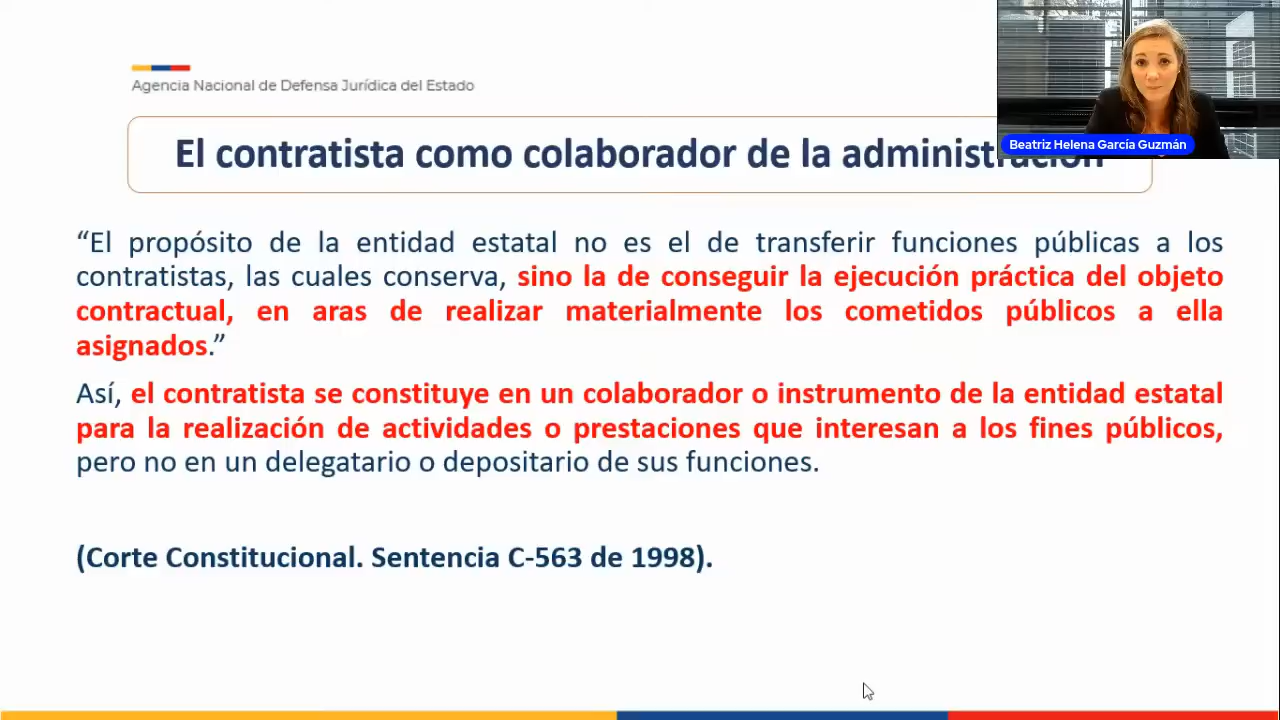 Agencia Nacional de Defensa Jurídica del Estado
El contratista como colaborador de la administración
Beatriz Helena García Guzmán
“El propósito de la entidad estatal no es el de transferir funciones públicas a los
contratistas, las cuales conserva, sino la de conseguir la ejecución práctica del objeto
contractual, en aras de realizar materialmente los cometidos públicos a ella
asignados.”
Así, el contratista se constituye en un colaborador o instrumento de la entidad estatal
para la realización de actividades o prestaciones que interesan a los fines públicos,
pero no en un delegatario o depositario de sus funciones.
(Corte Constitucional. Sentencia C-563 de 1998).